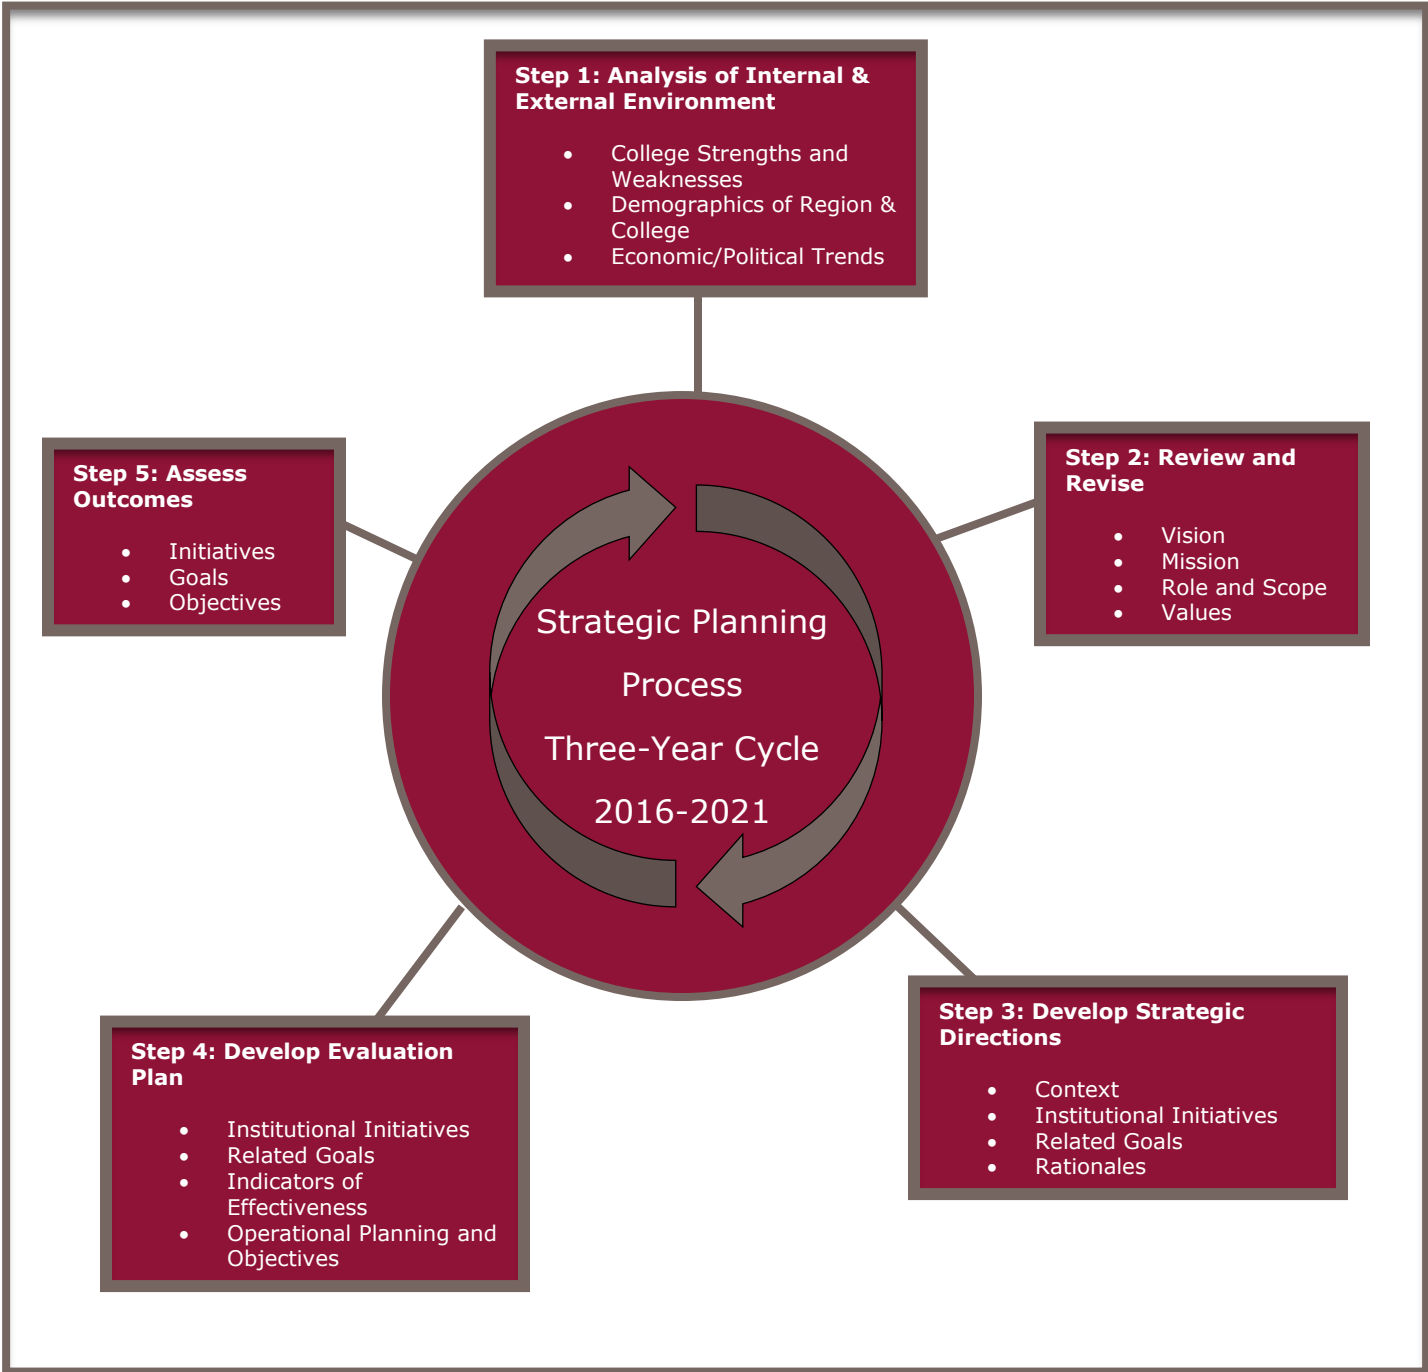 Step 1: Analysis of Internal &
External Environment
• College Strengths and
Weaknesses
• Demographics of Region &
College
• Economic/Political Trends
Step 2: Review and
Revise
• Vision
• Mission
• Role and Scope
• Values
Step 3: Develop Strategic
Directions
• Context
• Institutional Initiatives
• Related Goals
• Rationales
Step 4: Develop Evaluation
Plan
• Institutional Initiatives
• Related Goals
• Indicators of
Effectiveness
• Operational Planning and
Objectives
Step 5: Assess
Outcomes
• Initiatives
• Goals
• Objectives
Strategic Planning
Process
Three-Year Cycle
2016-2021